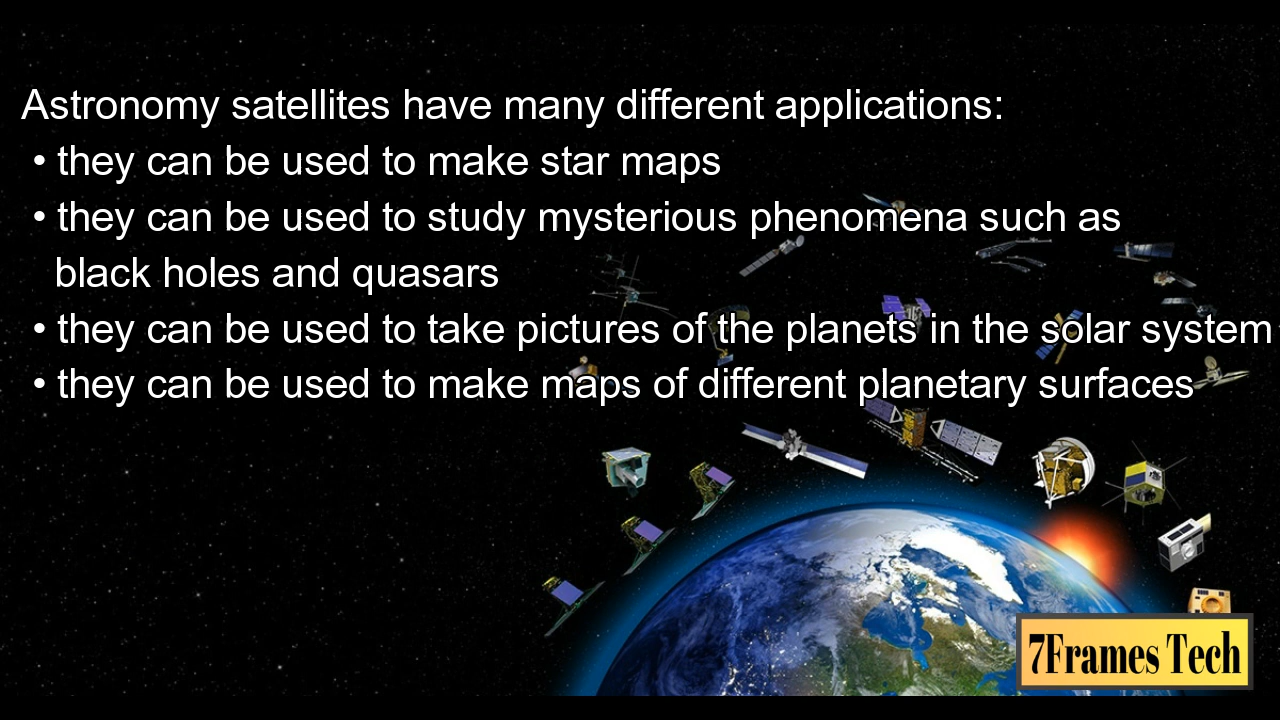 Astronomy satellites have many different applications:
• they can be used to make star maps
• they can be used to study mysterious phenomena such as
black holes and quasars
• they can be used to take pictures of the planets in the solar system
• they can be used to make maps of different planetary surfaces
7Frames Tech